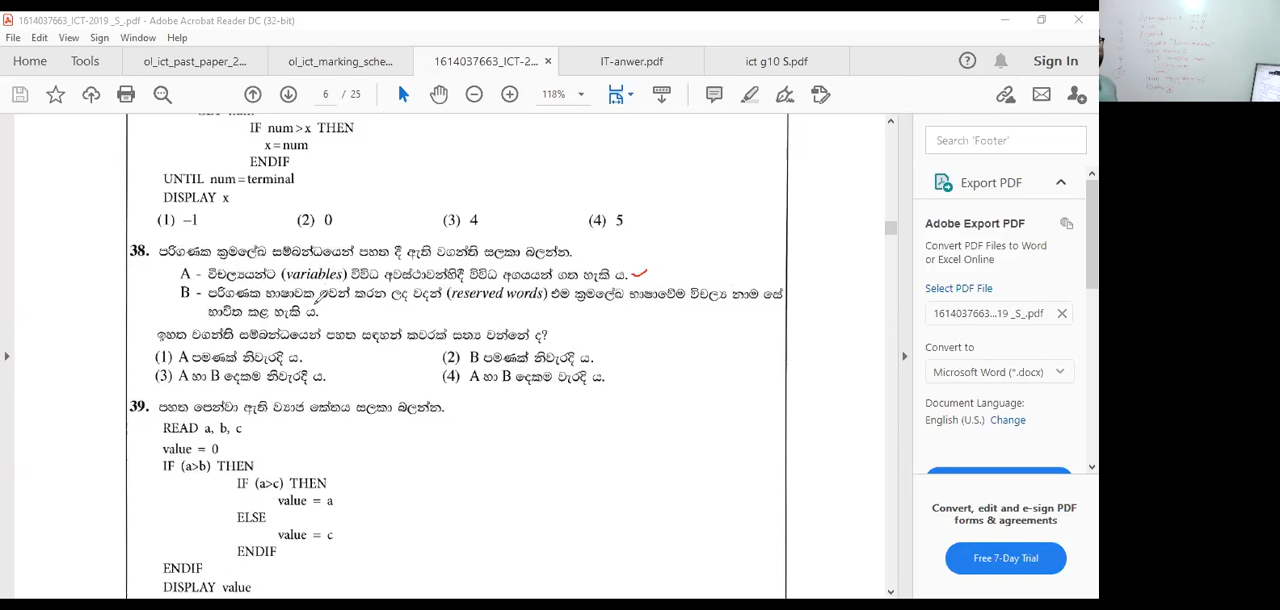 1614037663_ICT-2019 _S_.pdf - Adobe Acrobat Reader DC (32-bit)
File Edit View Sign Window Help
Home Tools ol_ict_past_paper_2... ol_ict_marking_sche... 1614037663_ICT-2... × IT-anwer.pdf ict g10 S.pdf Sign In
6 / 25 118%
IF num>x THEN
x=num
ENDIF
UNTIL num=terminal
DISPLAY x
(1) –1 (2) 0 (3) 4 (4) 5
38. පරිගණක ක්‍රමලේඛ සම්බන්ධයෙන් පහත දී ඇති වගන්ති සලකා බලන්න.
A - විචල්‍යයන්ට (variables) විවිධ අවස්ථාවන්හිදී විවිධ අගයයන් ගත හැකි ය.
B - පරිගණක භාෂාවක වෙන් කරන ලද වදන් (reserved words) එම ක්‍රමලේඛ භාෂාවේම විචල්‍ය නාම සේ
භාවිත කළ හැකි ය.
ඉහත වගන්ති සම්බන්ධයෙන් පහත සඳහන් කවරක් සත්‍ය වන්නේ ද?
(1) A පමණක් නිවැරදි ය. (2) B පමණක් නිවැරදි ය.
(3) A හා B දෙකම නිවැරදි ය. (4) A හා B දෙකම වැරදි ය.
39. පහත පෙන්වා ඇති ව්‍යාජ කේතය සලකා බලන්න.
READ a, b, c
value = 0
IF (a>b) THEN
IF (a>c) THEN
value = a
ELSE
value = c
ENDIF
ENDIF
DISPLAY value
Search 'Footer'
Export PDF
Adobe Export PDF
Convert PDF Files to Word
or Excel Online
Select PDF File
1614037663...19 _S_.pdf ×
Convert to
Microsoft Word (*.docx)
Document Language:
English (U.S.) Change
Convert, edit and e-sign PDF
forms & agreements
Free 7-Day Trial